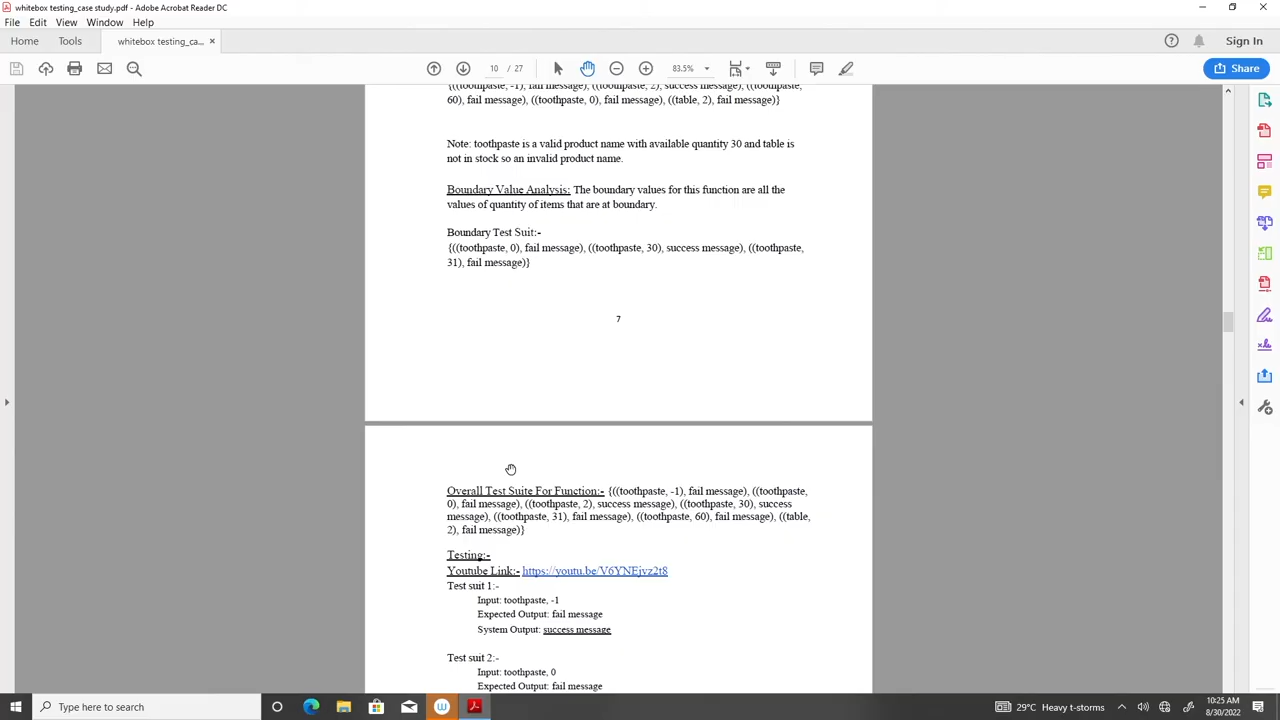 whitebox testing_case study.pdf - Adobe Acrobat Reader DC
File Edit View Window Help
Home Tools whitebox testing_ca... × Sign In
10 / 27 83.5% Share
{((toothpaste, -1), fail message), ((toothpaste, 2), success message), ((toothpaste,
60), fail message), ((toothpaste, 0), fail message), ((table, 2), fail message)}
Note: toothpaste is a valid product name with available quantity 30 and table is
not in stock so an invalid product name.
Boundary Value Analysis: The boundary values for this function are all the
values of quantity of items that are at boundary.
Boundary Test Suit:-
{((toothpaste, 0), fail message), ((toothpaste, 30), success message), ((toothpaste,
31), fail message)}
7
Overall Test Suite For Function:- {((toothpaste, -1), fail message), ((toothpaste,
0), fail message), ((toothpaste, 2), success message), ((toothpaste, 30), success
message), ((toothpaste, 31), fail message), ((toothpaste, 60), fail message), ((table,
2), fail message)}
Testing:-
Youtube Link:- https://youtu.be/V6YNEjvz2t8
Test suit 1:-
Input: toothpaste, -1
Expected Output: fail message
System Output: success message
Test suit 2:-
Input: toothpaste, 0
Expected Output: fail message
Type here to search
29°C Heavy t-storms
10:25 AM
8/30/2022